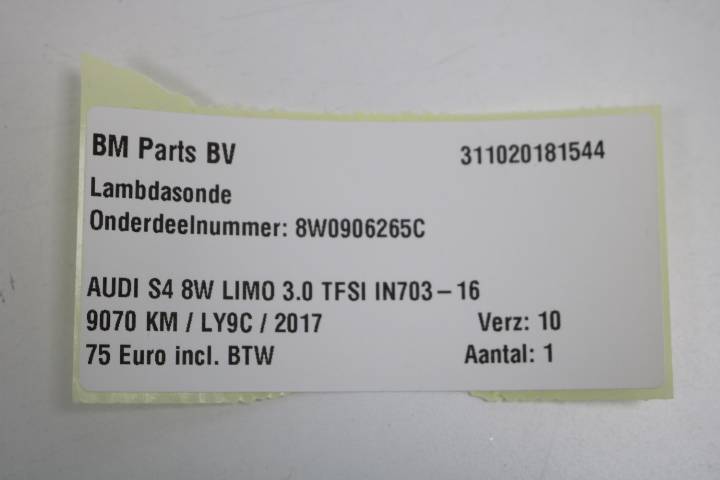 BM Parts BV 311020181544
Lambdasonde
Onderdeelnummer: 8W0906265C
AUDI S4 8W LIMO 3.0 TFSI IN703-16
9070 KM / LY9C / 2017 Verz: 10
75 Euro incl. BTW Aantal: 1